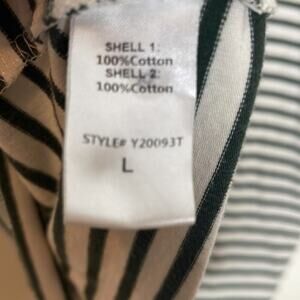 SHELL 1:
100%Cotton
SHELL 2:
100%Cotton
STYLE# Y20093T
L